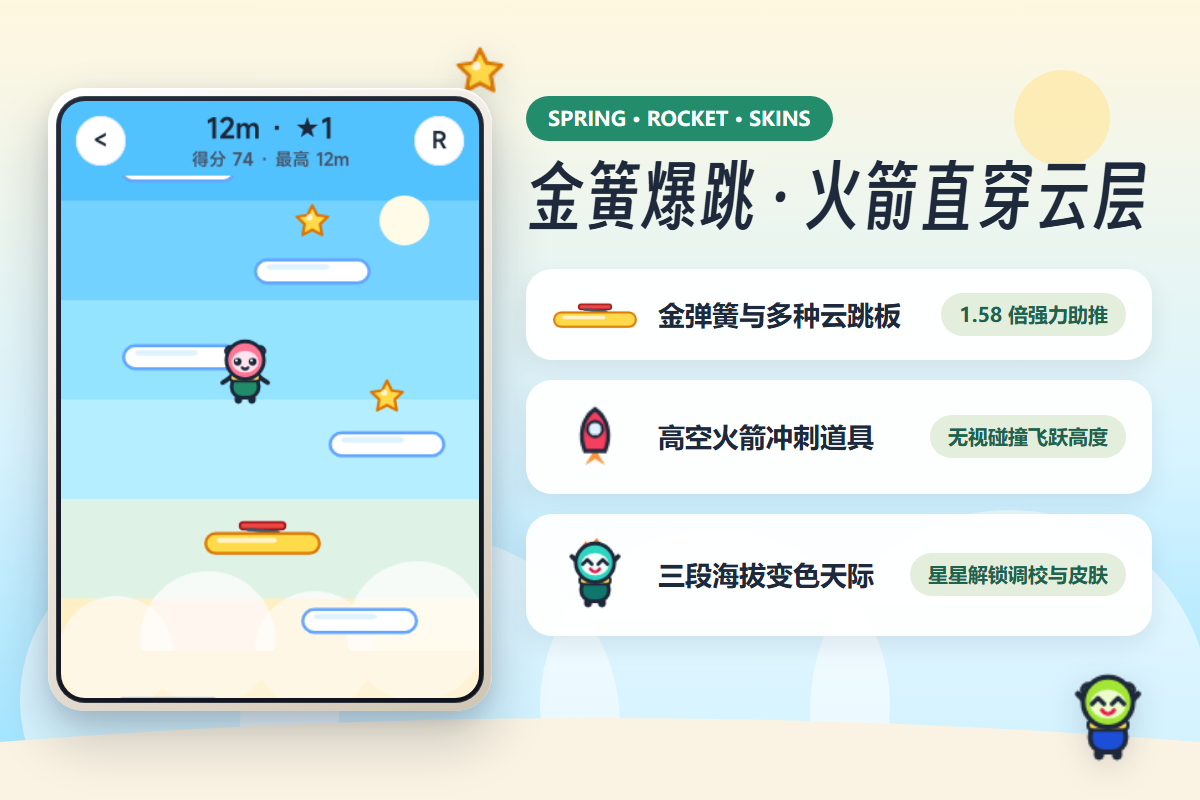 <
12m · ★1
得分 74 · 最高 12m
R
SPRING • ROCKET • SKINS
金簧爆跳 · 火箭直穿云层
金弹簧与多种云跳板
1.58 倍强力助推
高空火箭冲刺道具
无视碰撞飞跃高度
三段海拔变色天际
星星解锁调校与皮肤